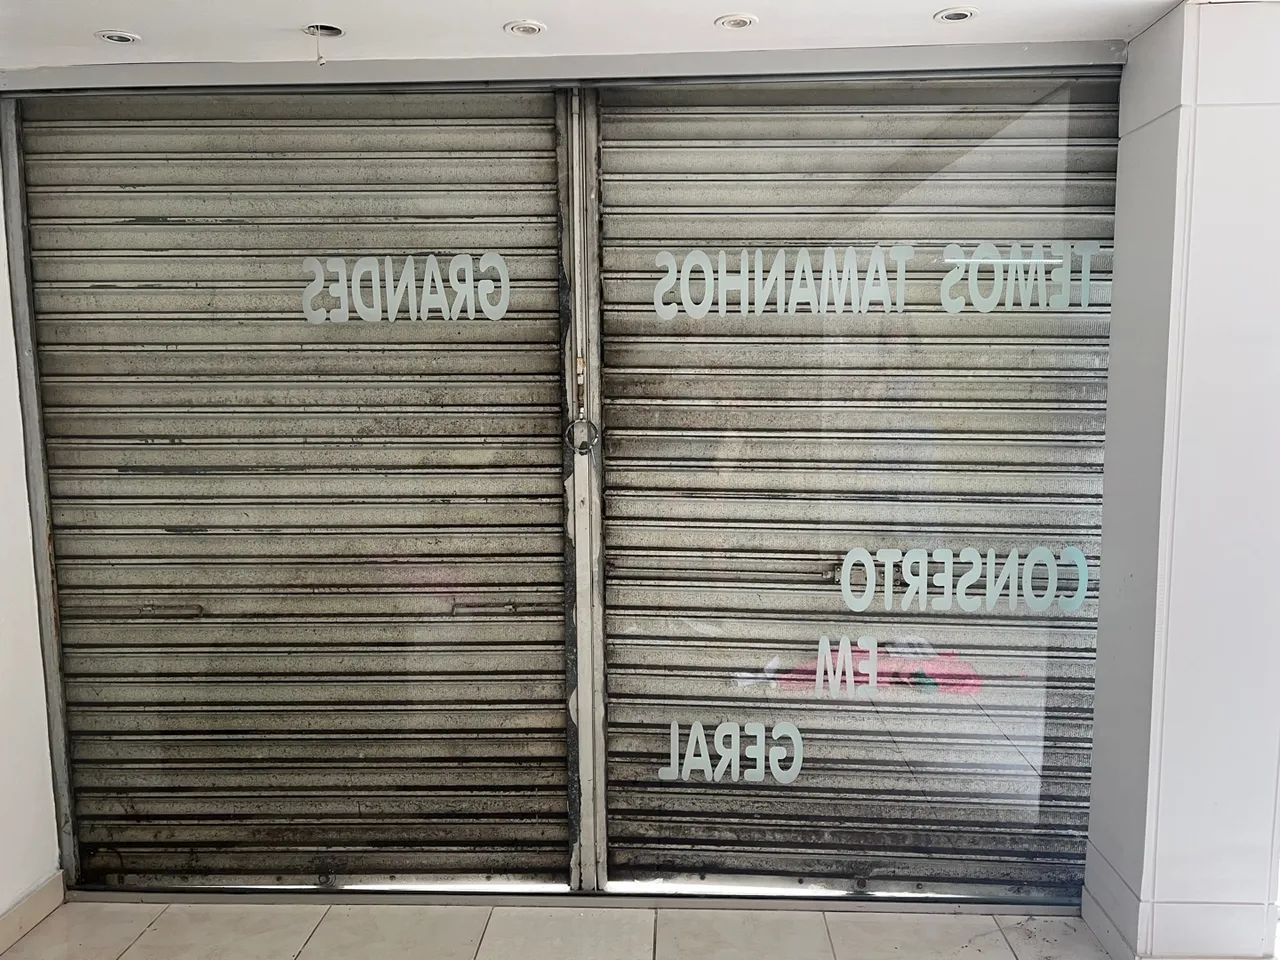 TEMOS TAMANHOS GRANDES
CONSERTO
EM
GERAL